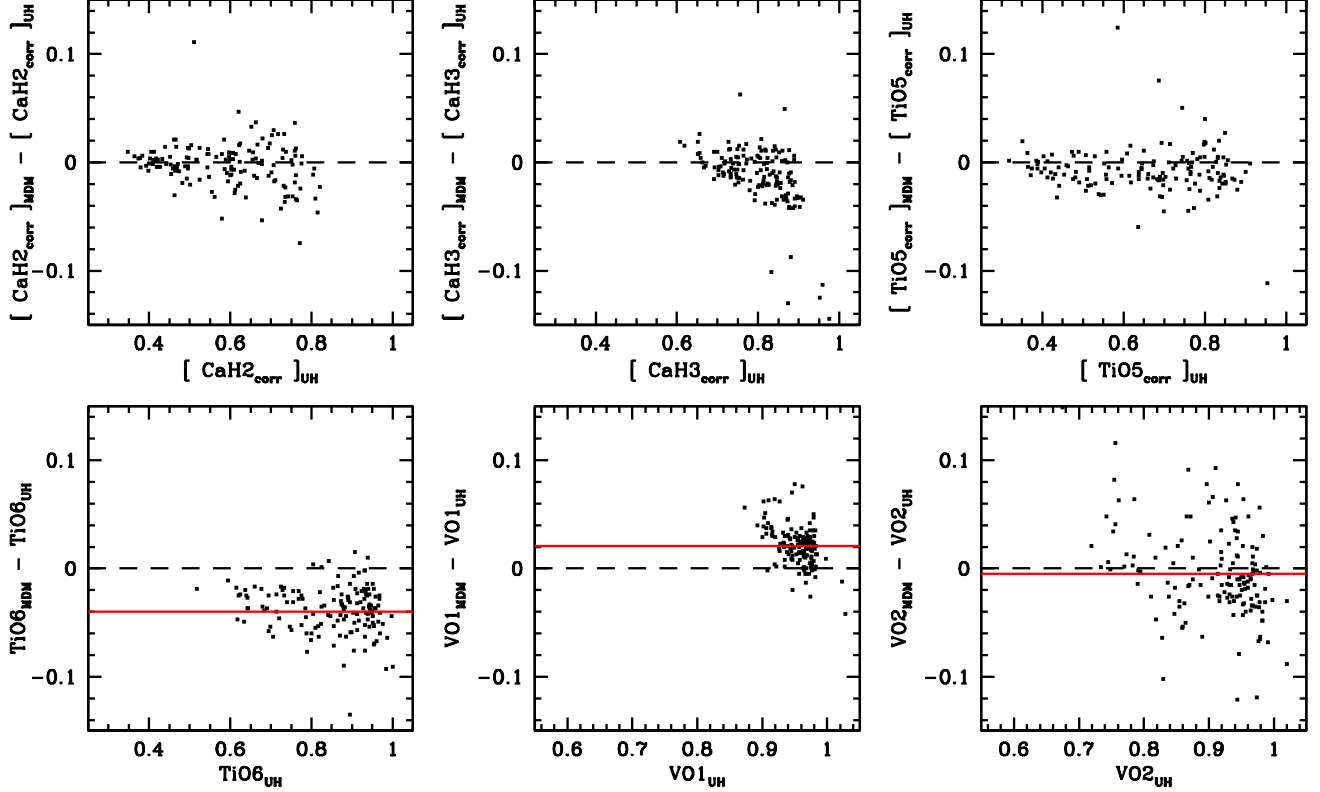 [ CaH2corr ]MDM − [ CaH2corr ]UH
0.1
0
−0.1
0.4 0.6 0.8 1
[ CaH2corr ]UH
[ CaH3corr ]MDM − [ CaH3corr ]UH
0.1
0
−0.1
0.4 0.6 0.8 1
[ CaH3corr ]UH
[ TiO5corr ]MDM − [ TiO5corr ]UH
0.1
0
−0.1
0.4 0.6 0.8 1
[ TiO5corr ]UH
TiO6MDM − TiO6UH
0.1
0
−0.1
0.4 0.6 0.8 1
TiO6UH
VO1MDM − VO1UH
0.1
0
−0.1
0.6 0.7 0.8 0.9 1
VO1UH
VO2MDM − VO2UH
0.1
0
−0.1
0.6 0.7 0.8 0.9 1
VO2UH